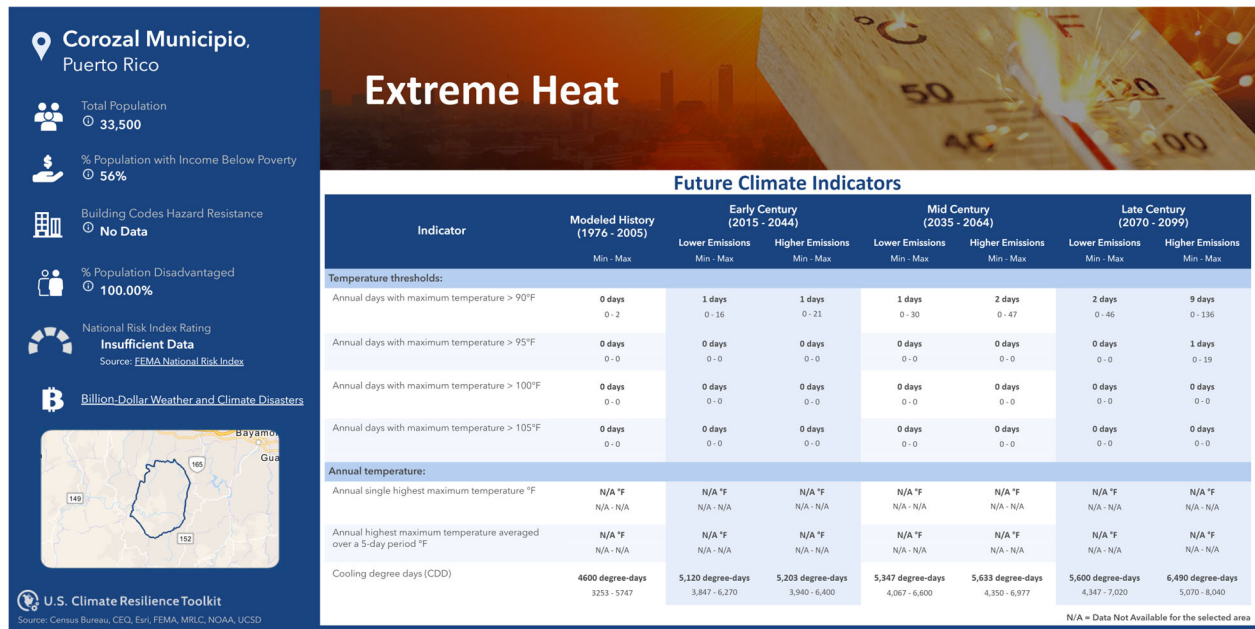 Corozal Municipio,
Puerto Rico
Total Population
33,500
% Population with Income Below Poverty
56%
Building Codes Hazard Resistance
No Data
% Population Disadvantaged
100.00%
National Risk Index Rating
Insufficient Data
Source: FEMA National Risk Index
Billion-Dollar Weather and Climate Disasters
Bayamo
Gua
165
149
152
U.S. Climate Resilience Toolkit
Source: Census Bureau, CEQ, Esri, FEMA, MRLC, NOAA, UCSD
Extreme Heat
°C
50
40
120
100
Future Climate Indicators
Indicator
Modeled History
(1976 - 2005)
Early Century
(2015 - 2044)
Mid Century
(2035 - 2064)
Late Century
(2070 - 2099)
Lower Emissions Higher Emissions Lower Emissions Higher Emissions Lower Emissions Higher Emissions
Min - Max Min - Max Min - Max Min - Max Min - Max Min - Max Min - Max
Temperature thresholds:
Annual days with maximum temperature > 90°F 0 days 1 days 1 days 1 days 2 days 2 days 9 days
0 - 2 0 - 16 0 - 21 0 - 30 0 - 47 0 - 46 0 - 136
Annual days with maximum temperature > 95°F 0 days 0 days 0 days 0 days 0 days 0 days 1 days
0 - 0 0 - 0 0 - 0 0 - 0 0 - 0 0 - 0 0 - 19
Annual days with maximum temperature > 100°F 0 days 0 days 0 days 0 days 0 days 0 days 0 days
0 - 0 0 - 0 0 - 0 0 - 0 0 - 0 0 - 0 0 - 0
Annual days with maximum temperature > 105°F 0 days 0 days 0 days 0 days 0 days 0 days 0 days
0 - 0 0 - 0 0 - 0 0 - 0 0 - 0 0 - 0 0 - 0
Annual temperature:
Annual single highest maximum temperature °F N/A °F N/A °F N/A °F N/A °F N/A °F N/A °F N/A °F
N/A - N/A N/A - N/A N/A - N/A N/A - N/A N/A - N/A N/A - N/A N/A - N/A
Annual highest maximum temperature averaged
over a 5-day period °F N/A °F N/A °F N/A °F N/A °F N/A °F N/A °F N/A °F
N/A - N/A N/A - N/A N/A - N/A N/A - N/A N/A - N/A N/A - N/A N/A - N/A
Cooling degree days (CDD) 4600 degree-days 5,120 degree-days 5,203 degree-days 5,347 degree-days 5,633 degree-days 5,600 degree-days 6,490 degree-days
3253 - 5747 3,847 - 6,270 3,940 - 6,400 4,067 - 6,600 4,350 - 6,977 4,347 - 7,020 5,070 - 8,040
N/A = Data Not Available for the selected area